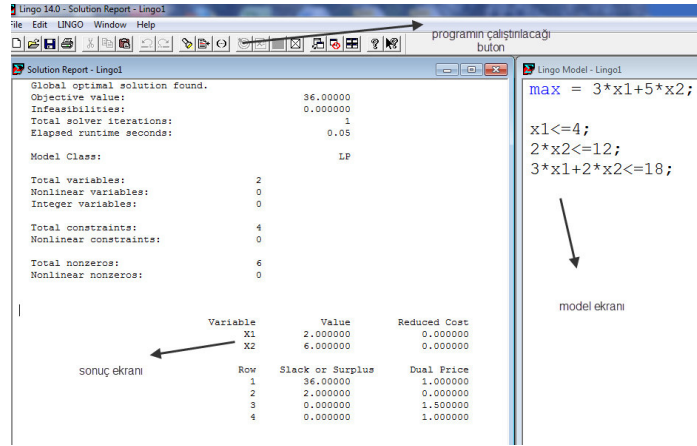 Lingo 14.0 - Solution Report - Lingo1
File Edit LINGO Window Help
programın çalıştırılacağı
buton
Solution Report - Lingo1
Global optimal solution found.
Objective value: 36.00000
Infeasibilities: 0.000000
Total solver iterations: 1
Elapsed runtime seconds: 0.05
Model Class: LP
Total variables: 2
Nonlinear variables: 0
Integer variables: 0
Total constraints: 4
Nonlinear constraints: 0
Total nonzeros: 6
Nonlinear nonzeros: 0
Variable Value Reduced Cost
X1 2.000000 0.000000
X2 6.000000 0.000000
Row Slack or Surplus Dual Price
1 36.00000 1.000000
2 2.000000 0.000000
3 0.000000 1.500000
4 0.000000 1.000000
sonuç ekranı
Lingo Model - Lingo1
max = 3*x1+5*x2;
x1<=4;
2*x2<=12;
3*x1+2*x2<=18;
model ekranı